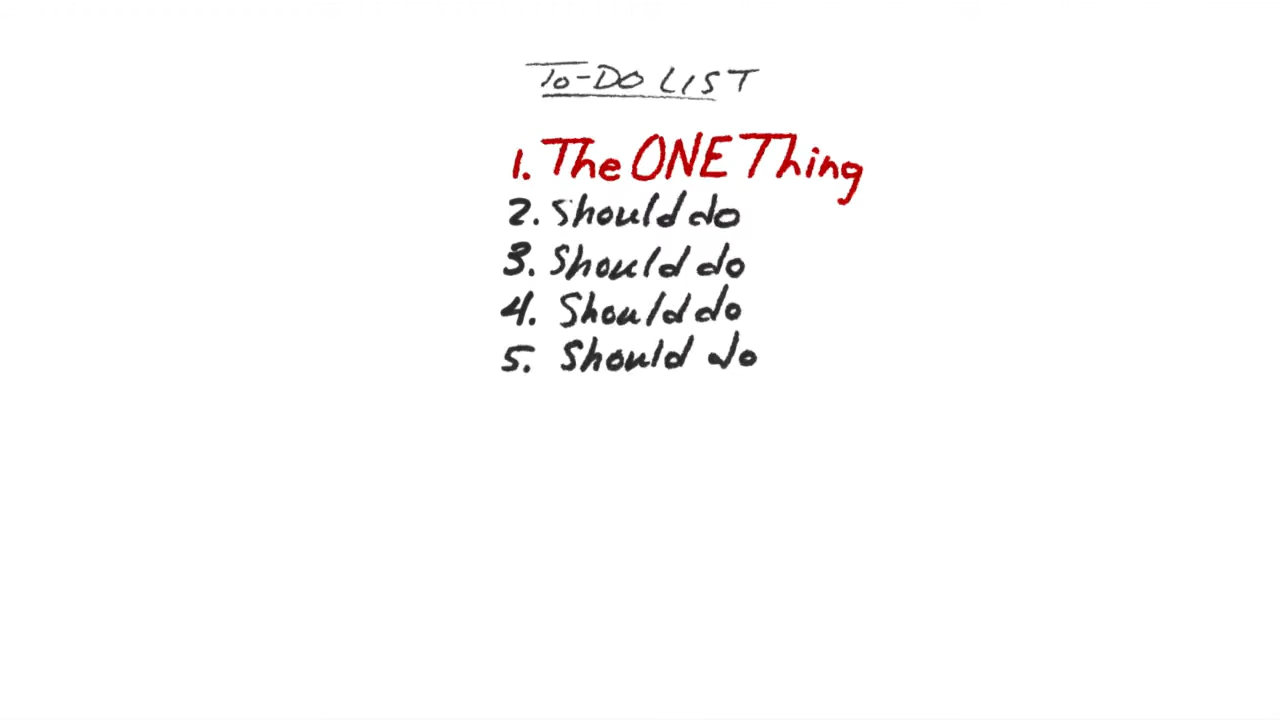 To-DO LIST
1. The ONE Thing
2. Should do
3. Should do
4. Should do
5. Should do